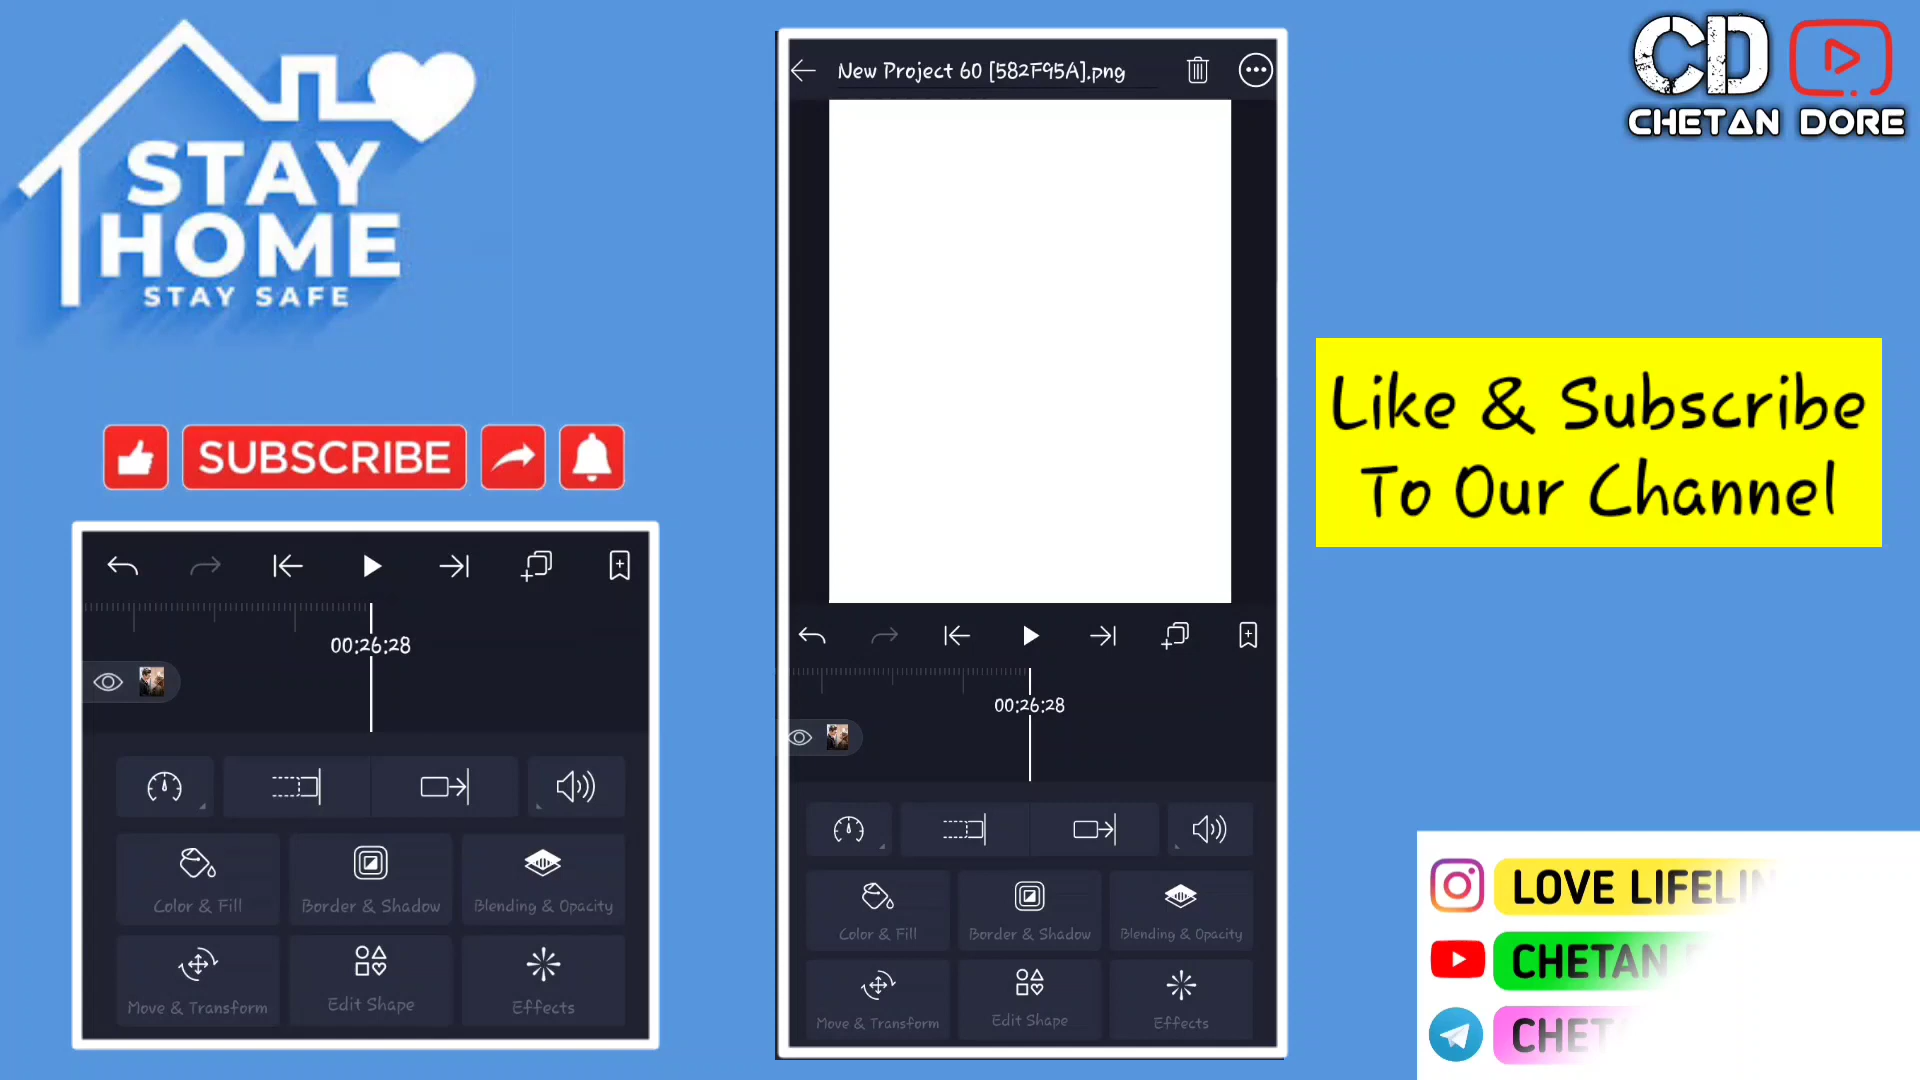 STAY
HOME
STAY SAFE
SUBSCRIBE
00:26:28
Color & Fill
Border & Shadow
Blending & Opacity
Move & Transform
Edit Shape
Effects
New Project 60 [582F95A].png
00:26:28
Color & Fill
Border & Shadow
Blending & Opacity
Move & Transform
Edit Shape
Effects
CD
CHETAN DORE
Like & Subscribe
To Our Channel
LOVE LIFELIN
CHETAN
CHET